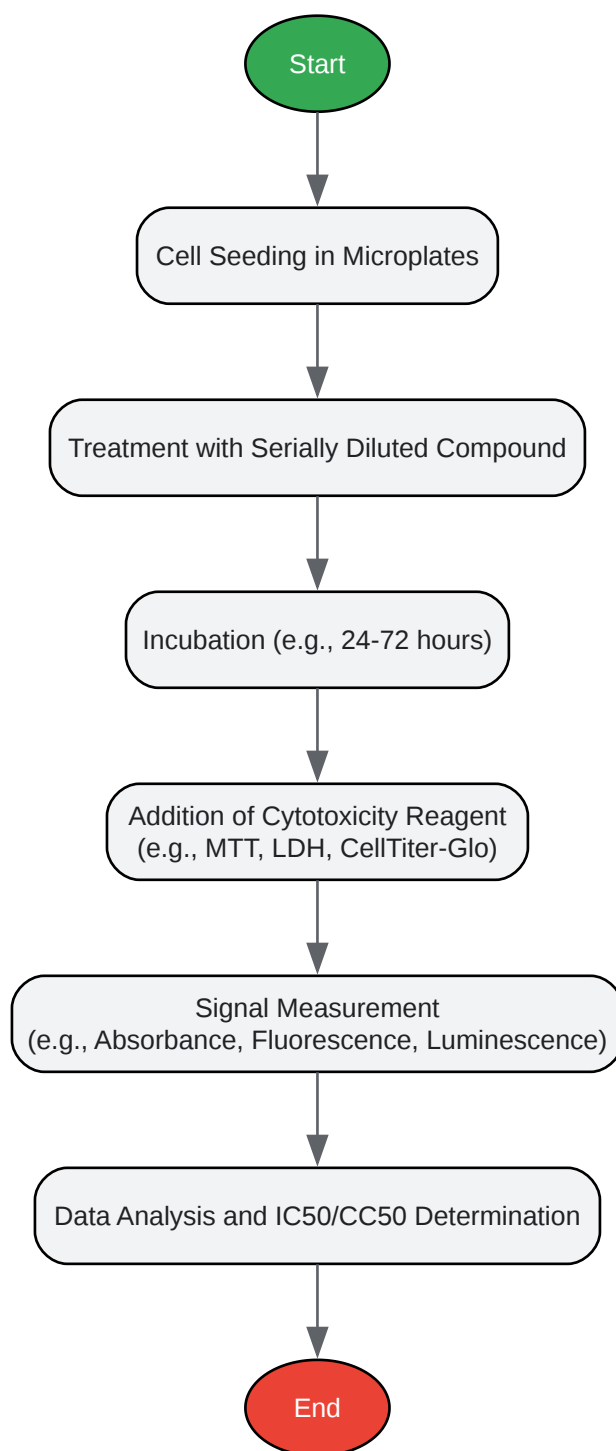 Start
Cell Seeding in Microplates
Treatment with Serially Diluted Compound
Incubation (e.g., 24-72 hours)
Addition of Cytotoxicity Reagent
(e.g., MTT, LDH, CellTiter-Glo)
Signal Measurement
(e.g., Absorbance, Fluorescence, Luminescence)
Data Analysis and IC50/CC50 Determination
End